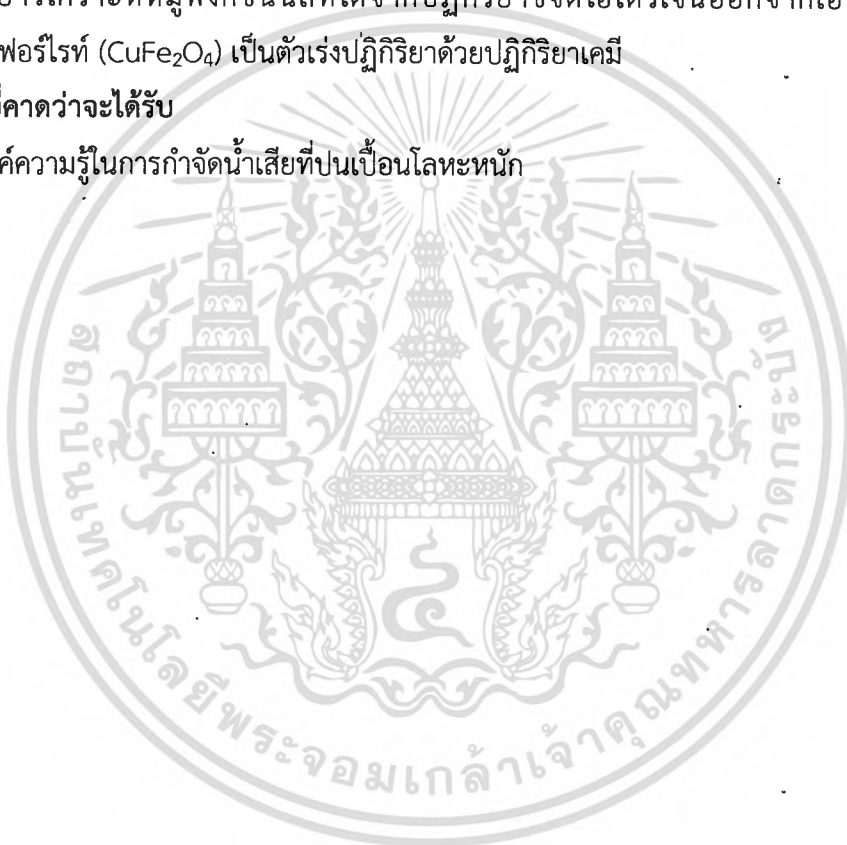 ฟอร์ไรท์ (CuFe₂O₄) เป็นตัวเร่งปฏิกิริยาด้วยปฏิกิริยาเคมี
คาดว่าจะได้รับ
ค์ความรู้ในการกำจัดน้ำเสียที่ปนเปื้อนโลหะหนัก
สถาบันเทคโนโลยีพระจอมเกล้าเจ้าคุณทหารลาดกระบัง